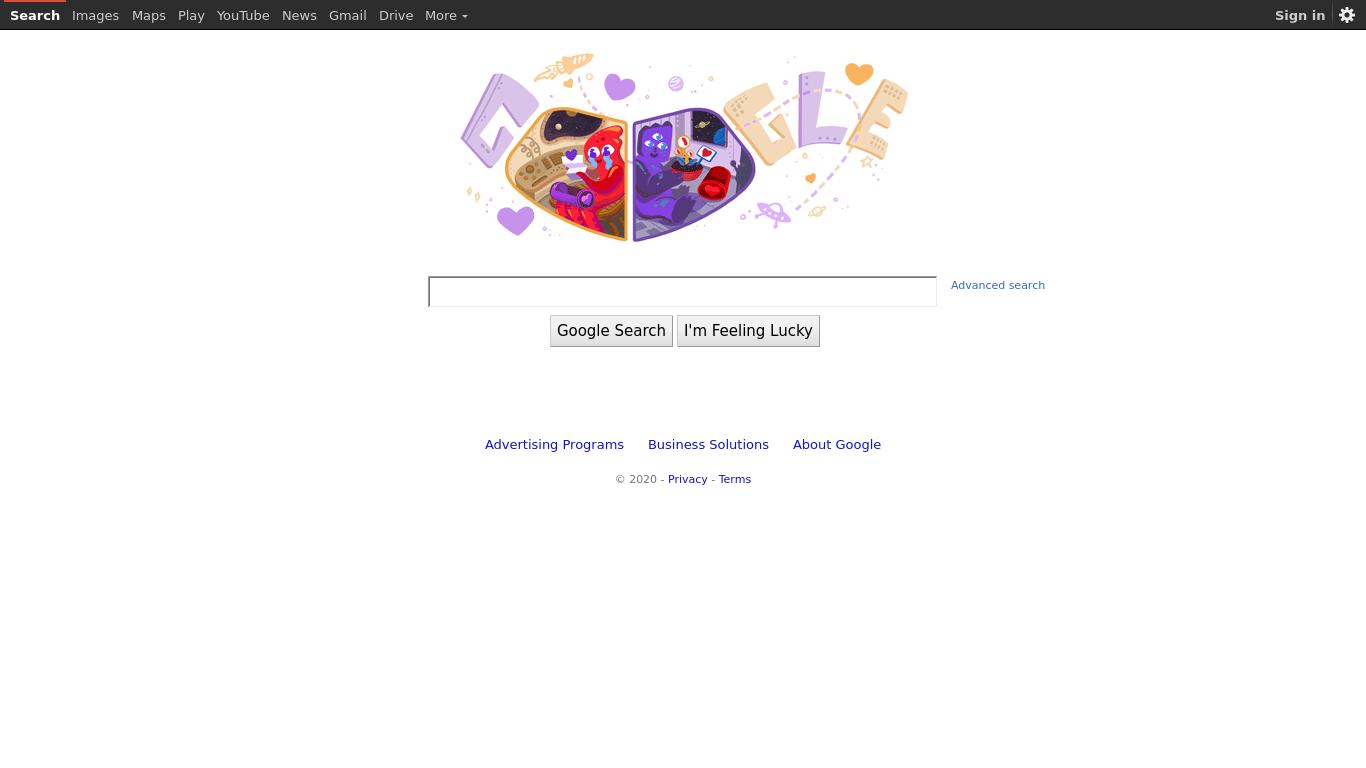 Search Images Maps Play YouTube News Gmail Drive More Sign in
G GLE
Advanced search
Google Search I'm Feeling Lucky
Advertising Programs Business Solutions About Google
© 2020 - Privacy - Terms